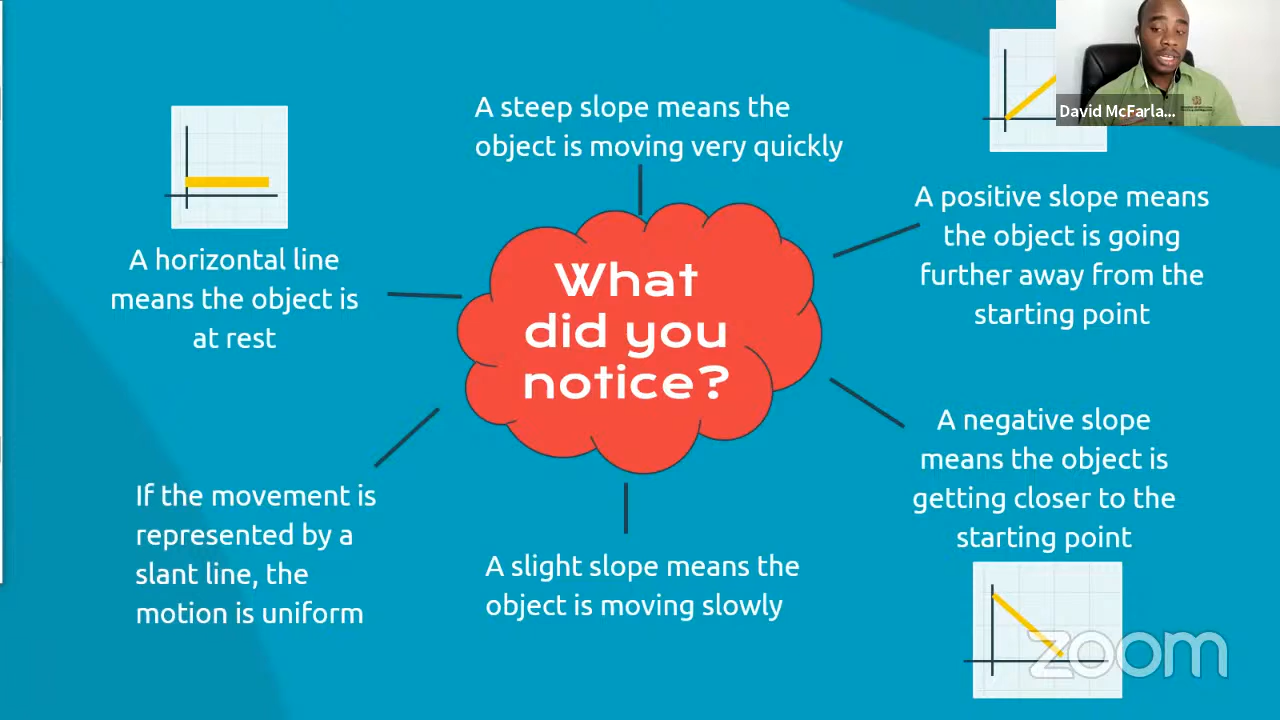 A steep slope means the
object is moving very quickly
David McFarla...
A horizontal line
means the object is
at rest
What
did you
notice?
A positive slope means
the object is going
further away from the
starting point
If the movement is
represented by a
slant line, the
motion is uniform
A slight slope means the
object is moving slowly
A negative slope
means the object is
getting closer to the
starting point
zoom